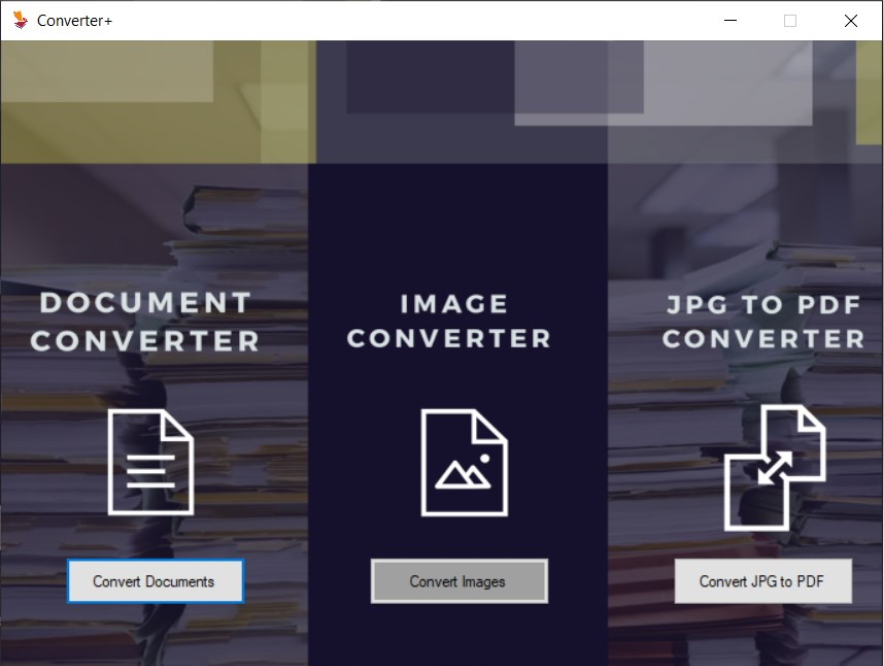 Converter+
DOCUMENT
CONVERTER
IMAGE
CONVERTER
JPG TO PDF
CONVERTER
Convert Documents
Convert Images
Convert JPG to PDF